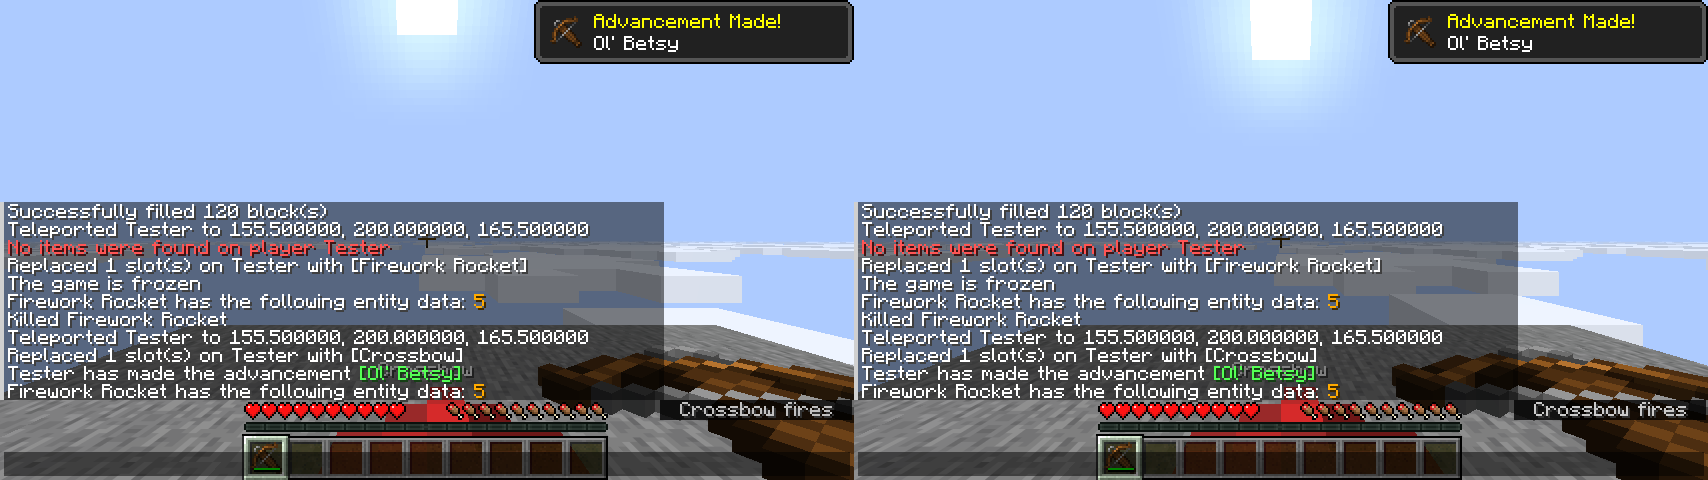 Advancement Made!
Ol' Betsy
Successfully filled 120 block(s)
Teleported Tester to 155.500000, 200.000000, 165.500000
No items were found on player Tester
Replaced 1 slot(s) on Tester with [Firework Rocket]
The game is frozen
Firework Rocket has the following entity data: 5
Killed Firework Rocket
Teleported Tester to 155.500000, 200.000000, 165.500000
Replaced 1 slot(s) on Tester with [Crossbow]
Tester has made the advancement [Ol' Betsy]
Firework Rocket has the following entity data: 5
Crossbow fires
Advancement Made!
Ol' Betsy
Successfully filled 120 block(s)
Teleported Tester to 155.500000, 200.000000, 165.500000
No items were found on player Tester
Replaced 1 slot(s) on Tester with [Firework Rocket]
The game is frozen
Firework Rocket has the following entity data: 5
Killed Firework Rocket
Teleported Tester to 155.500000, 200.000000, 165.500000
Replaced 1 slot(s) on Tester with [Crossbow]
Tester has made the advancement [Ol' Betsy]
Firework Rocket has the following entity data: 5
Crossbow fires